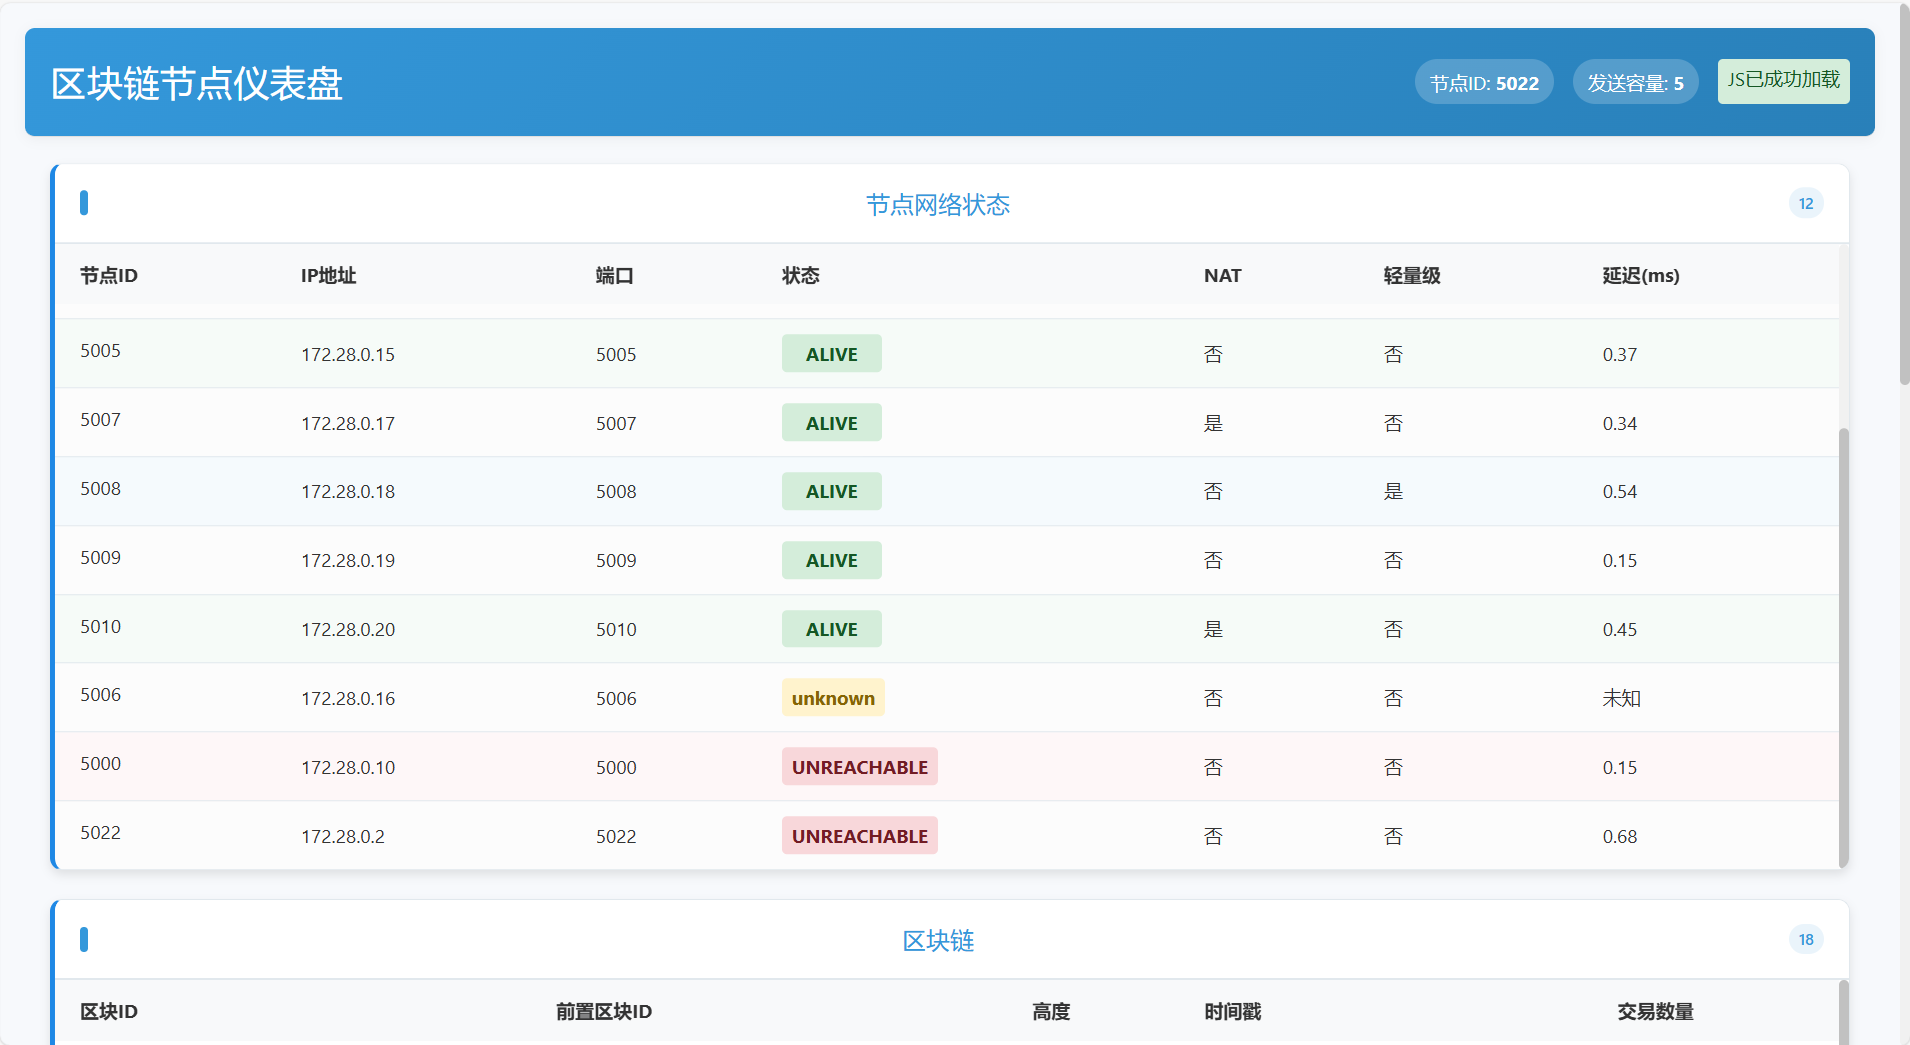 区块链节点仪表盘
节点ID: 5022 发送容量: 5 JS已成功加载
节点网络状态 12
节点ID IP地址 端口 状态 NAT 轻量级 延迟(ms)
5005 172.28.0.15 5005 ALIVE 否 否 0.37
5007 172.28.0.17 5007 ALIVE 是 否 0.34
5008 172.28.0.18 5008 ALIVE 否 是 0.54
5009 172.28.0.19 5009 ALIVE 否 否 0.15
5010 172.28.0.20 5010 ALIVE 是 否 0.45
5006 172.28.0.16 5006 unknown 否 否 未知
5000 172.28.0.10 5000 UNREACHABLE 否 否 0.15
5022 172.28.0.2 5022 UNREACHABLE 否 否 0.68
区块链 18
区块ID 前置区块ID 高度 时间戳 交易数量